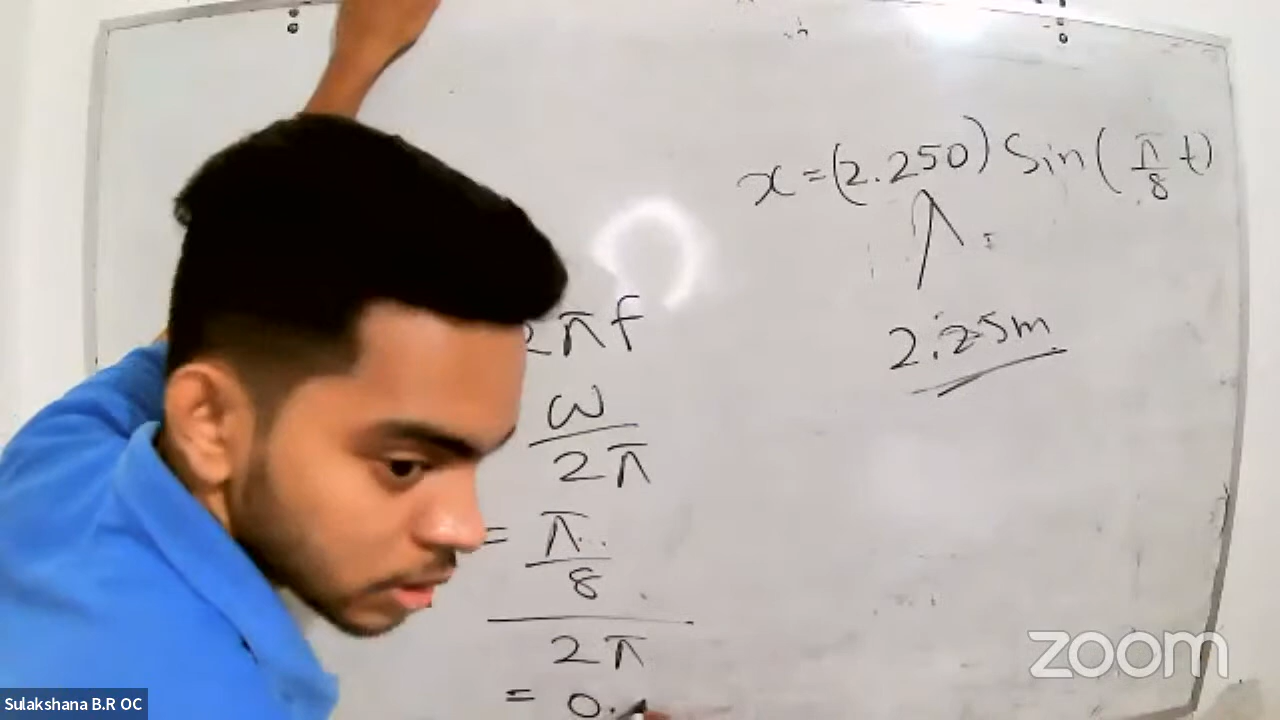 x=(2.250) Sin( π/8 t)
2.25m
2πf
ω
2π
= π
8
2π
= 0.
zoom
Sulakshana B.R OC